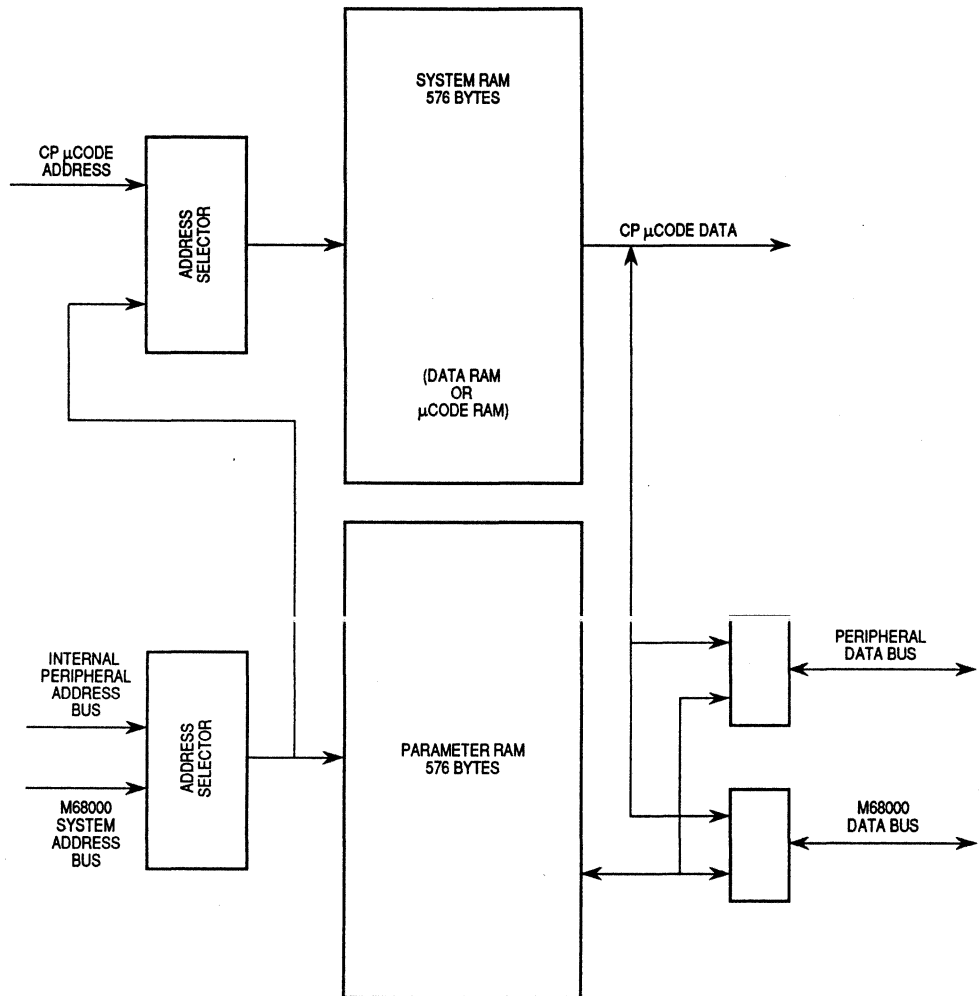 SYSTEM RAM
576 BYTES
CP μCODE
ADDRESS
ADDRESS
SELECTOR
CP μCODE DATA
(DATA RAM
OR
μCODE RAM)
INTERNAL
PERIPHERAL
ADDRESS
BUS
M68000
SYSTEM
ADDRESS
BUS
ADDRESS
SELECTOR
PARAMETER RAM
576 BYTES
PERIPHERAL
DATA BUS
M68000
DATA BUS